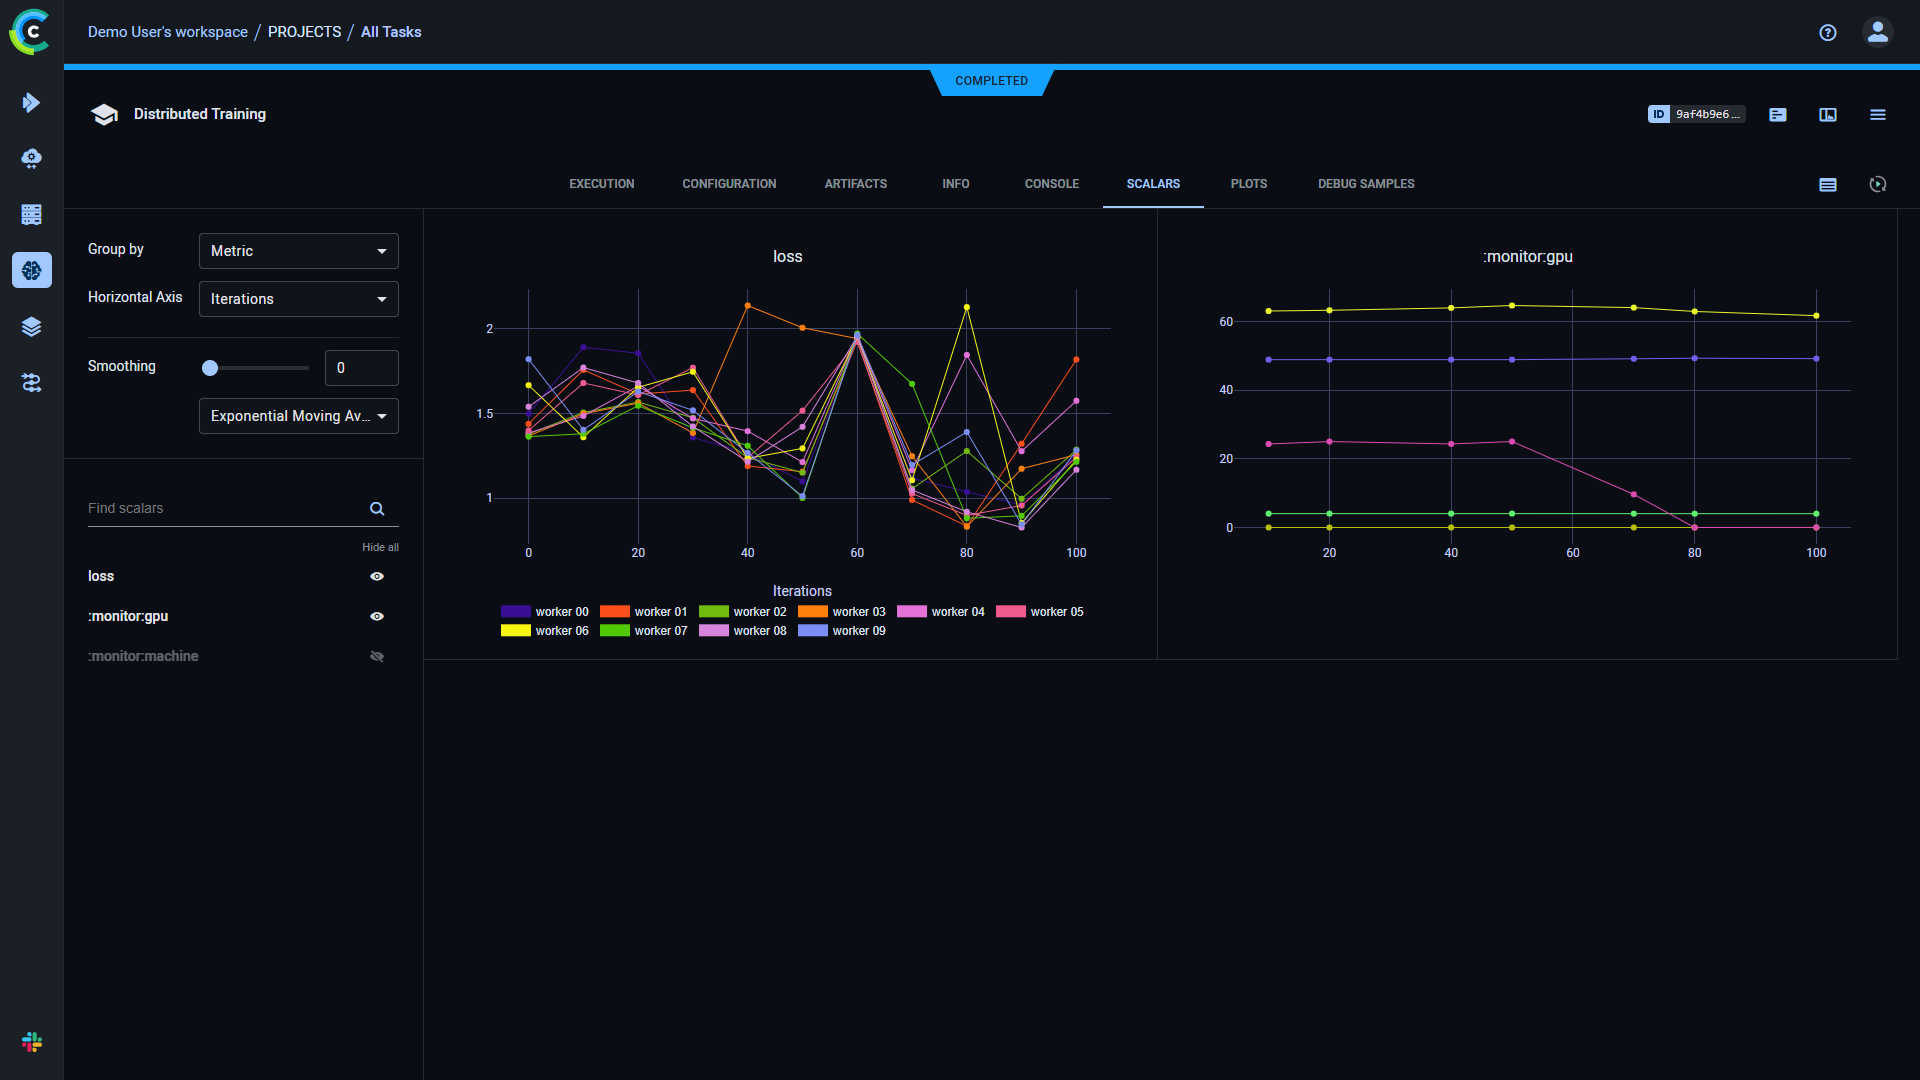 Demo User's workspace / PROJECTS / All Tasks
COMPLETED
Distributed Training
ID 9af4b9e6...
EXECUTION CONFIGURATION ARTIFACTS INFO CONSOLE SCALARS PLOTS DEBUG SAMPLES
Group by Metric
Horizontal Axis Iterations
Smoothing 0
Exponential Moving Av...
Find scalars
Hide all
loss
:monitor:gpu
:monitor:machine
loss
2
1.5
1
0 20 40 60 80 100
Iterations
worker 00 worker 01 worker 02 worker 03 worker 04 worker 05
worker 06 worker 07 worker 08 worker 09
:monitor:gpu
60
40
20
0
20 40 60 80 100